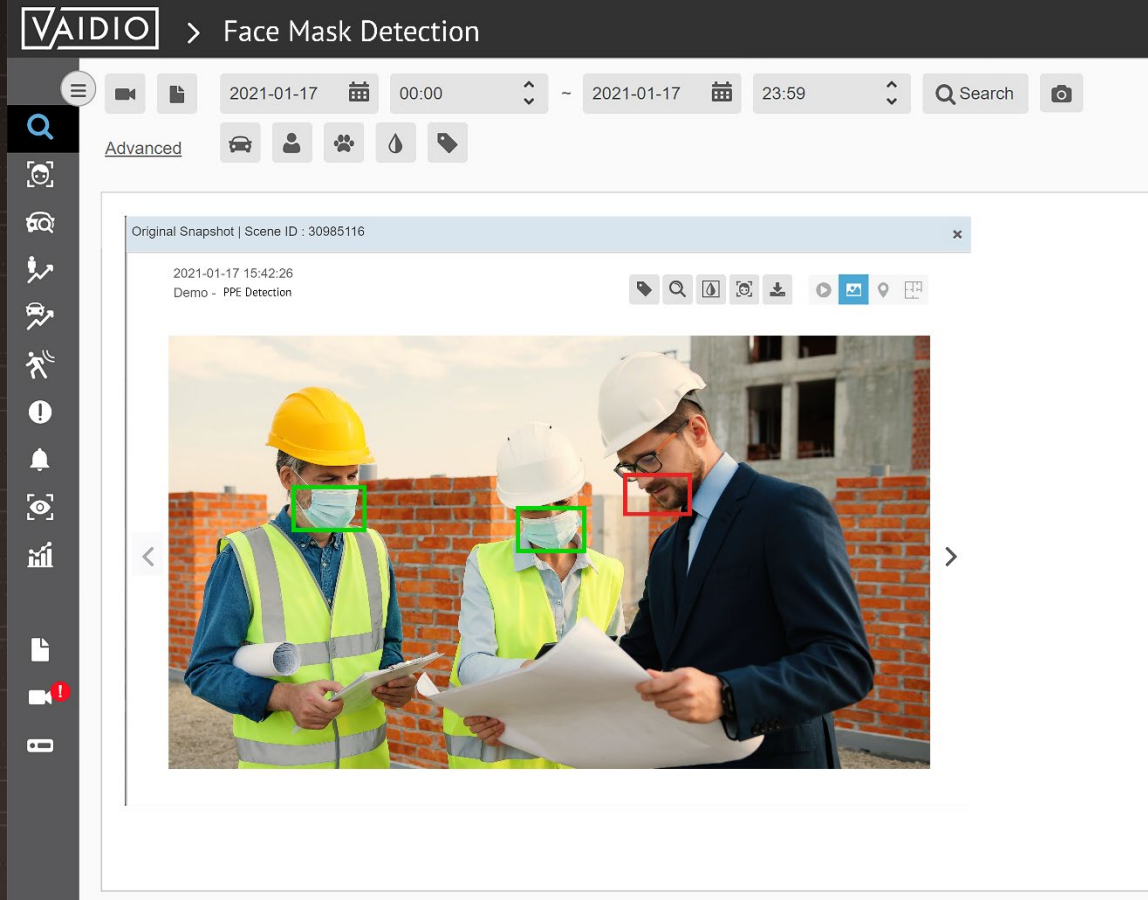 VAIDIO > Face Mask Detection
2021-01-17 00:00 ~ 2021-01-17 23:59 Search
Advanced
Original Snapshot | Scene ID : 30985116 ×
2021-01-17 15:42:26
Demo - PPE Detection